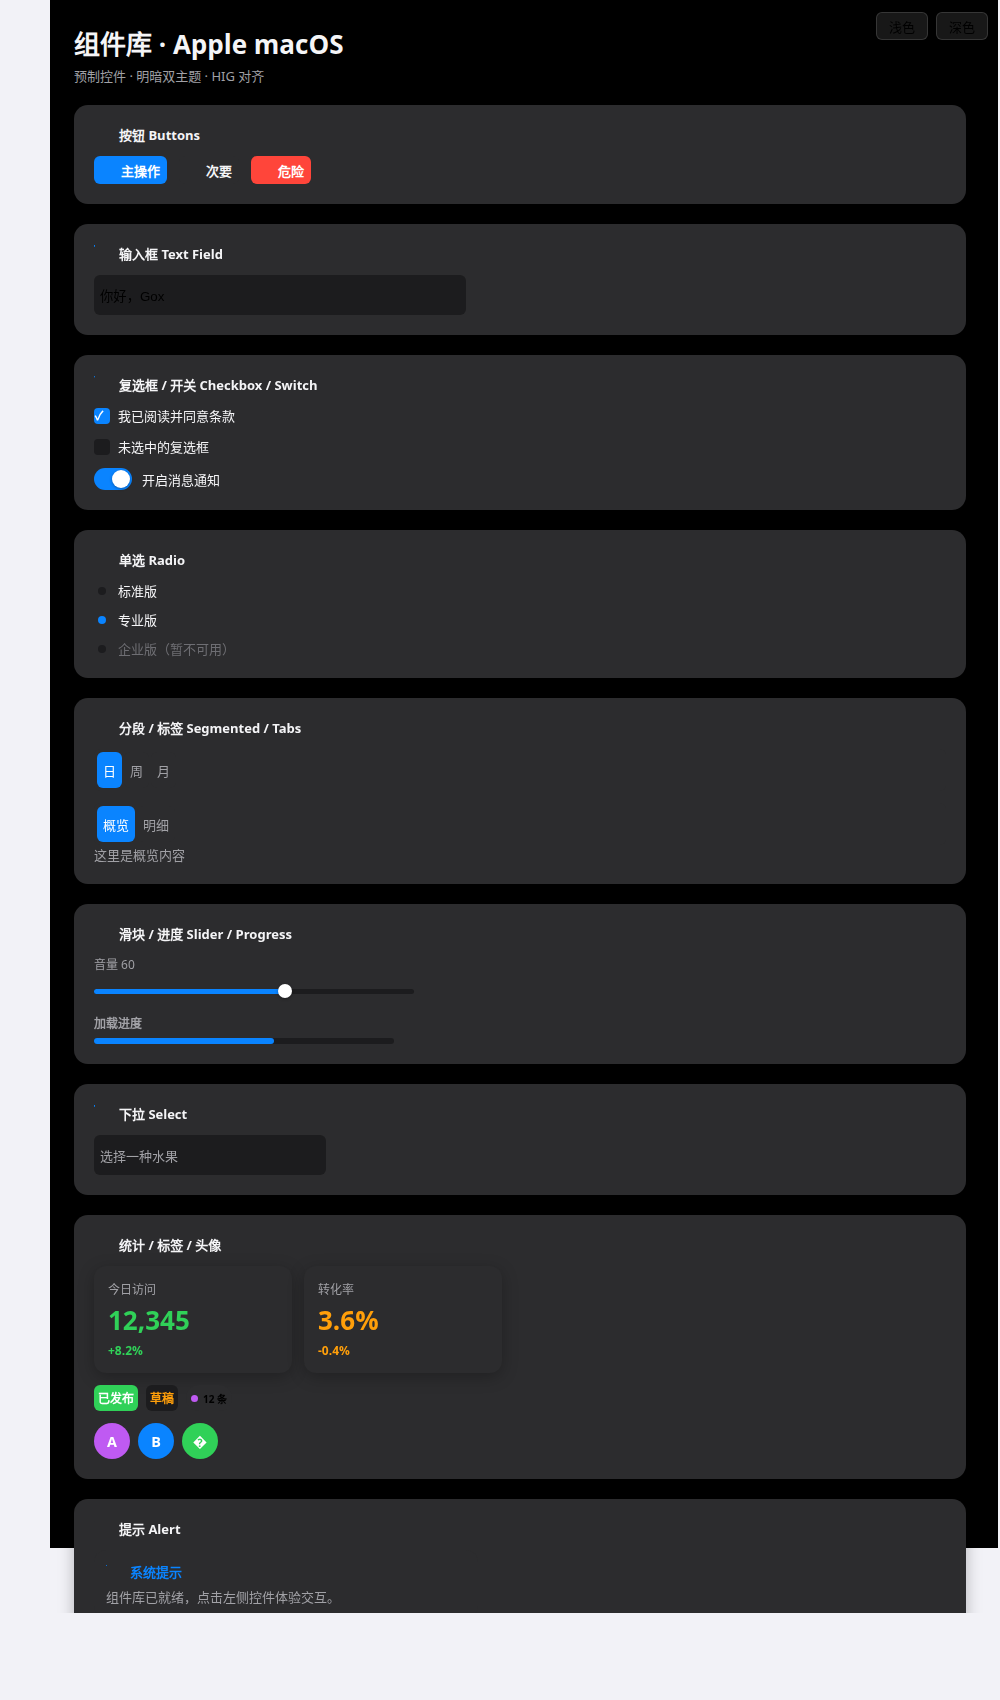 浅色 深色
组件库 · Apple macOS
预制控件 · 明暗双主题 · HIG 对齐
按钮 Buttons
主操作 次要 危险
输入框 Text Field
你好，Gox
复选框 / 开关 Checkbox / Switch
✓ 我已阅读并同意条款
未选中的复选框
开启消息通知
单选 Radio
标准版
专业版
企业版（暂不可用）
分段 / 标签 Segmented / Tabs
日 周 月
概览 明细
这里是概览内容
滑块 / 进度 Slider / Progress
音量 60
加载进度
下拉 Select
选择一种水果
统计 / 标签 / 头像
今日访问 转化率
12,345 3.6%
+8.2% -0.4%
已发布 草稿 12 条
A B �
提示 Alert
系统提示
组件库已就绪，点击左侧控件体验交互。